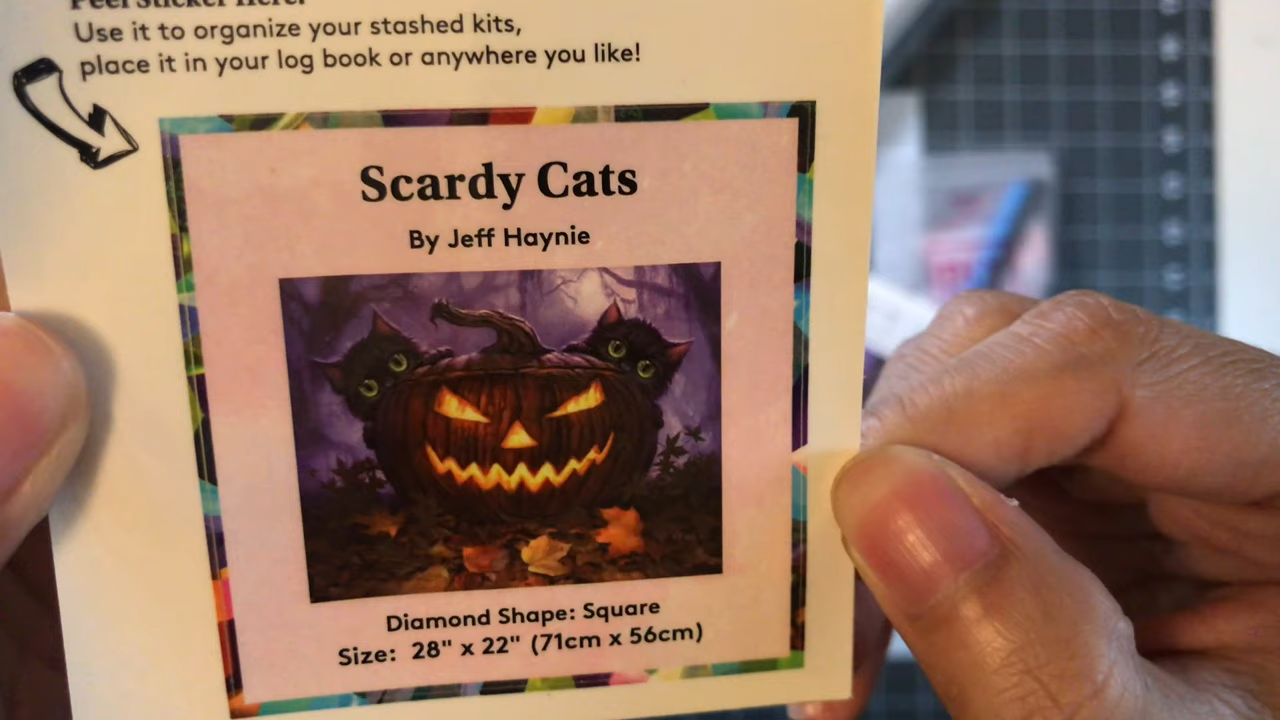 Peel Sticker Here!
Use it to organize your stashed kits,
place it in your log book or anywhere you like!
Scardy Cats
By Jeff Haynie
Diamond Shape: Square
Size: 28" x 22" (71cm x 56cm)